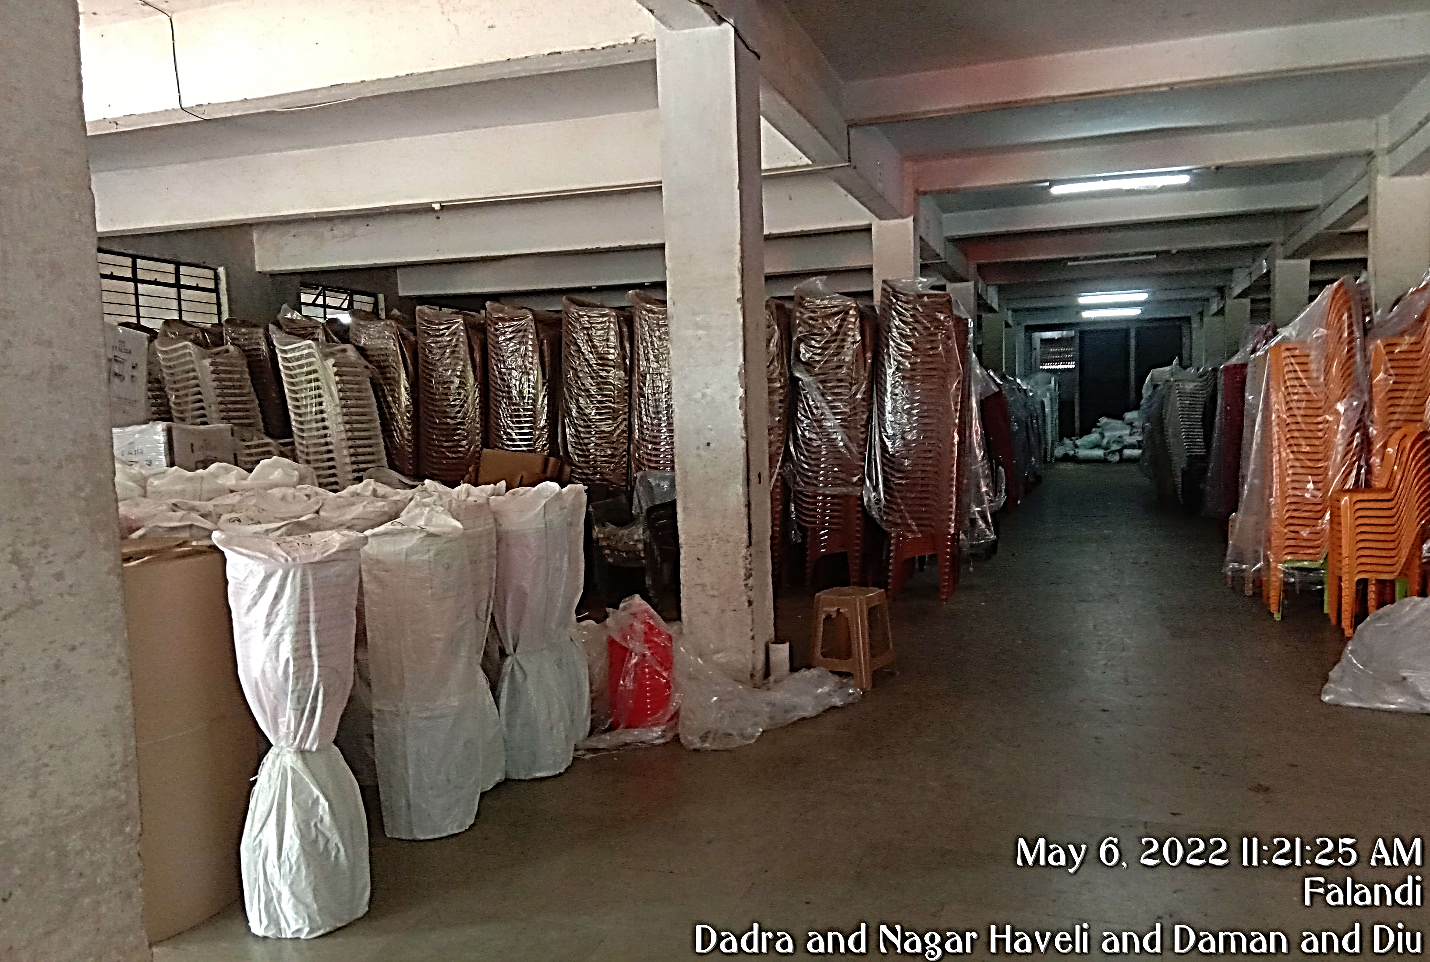 May 6, 2022 11:21:25 AM
Falandi
Dadra and Nagar Haveli and Daman and Diu